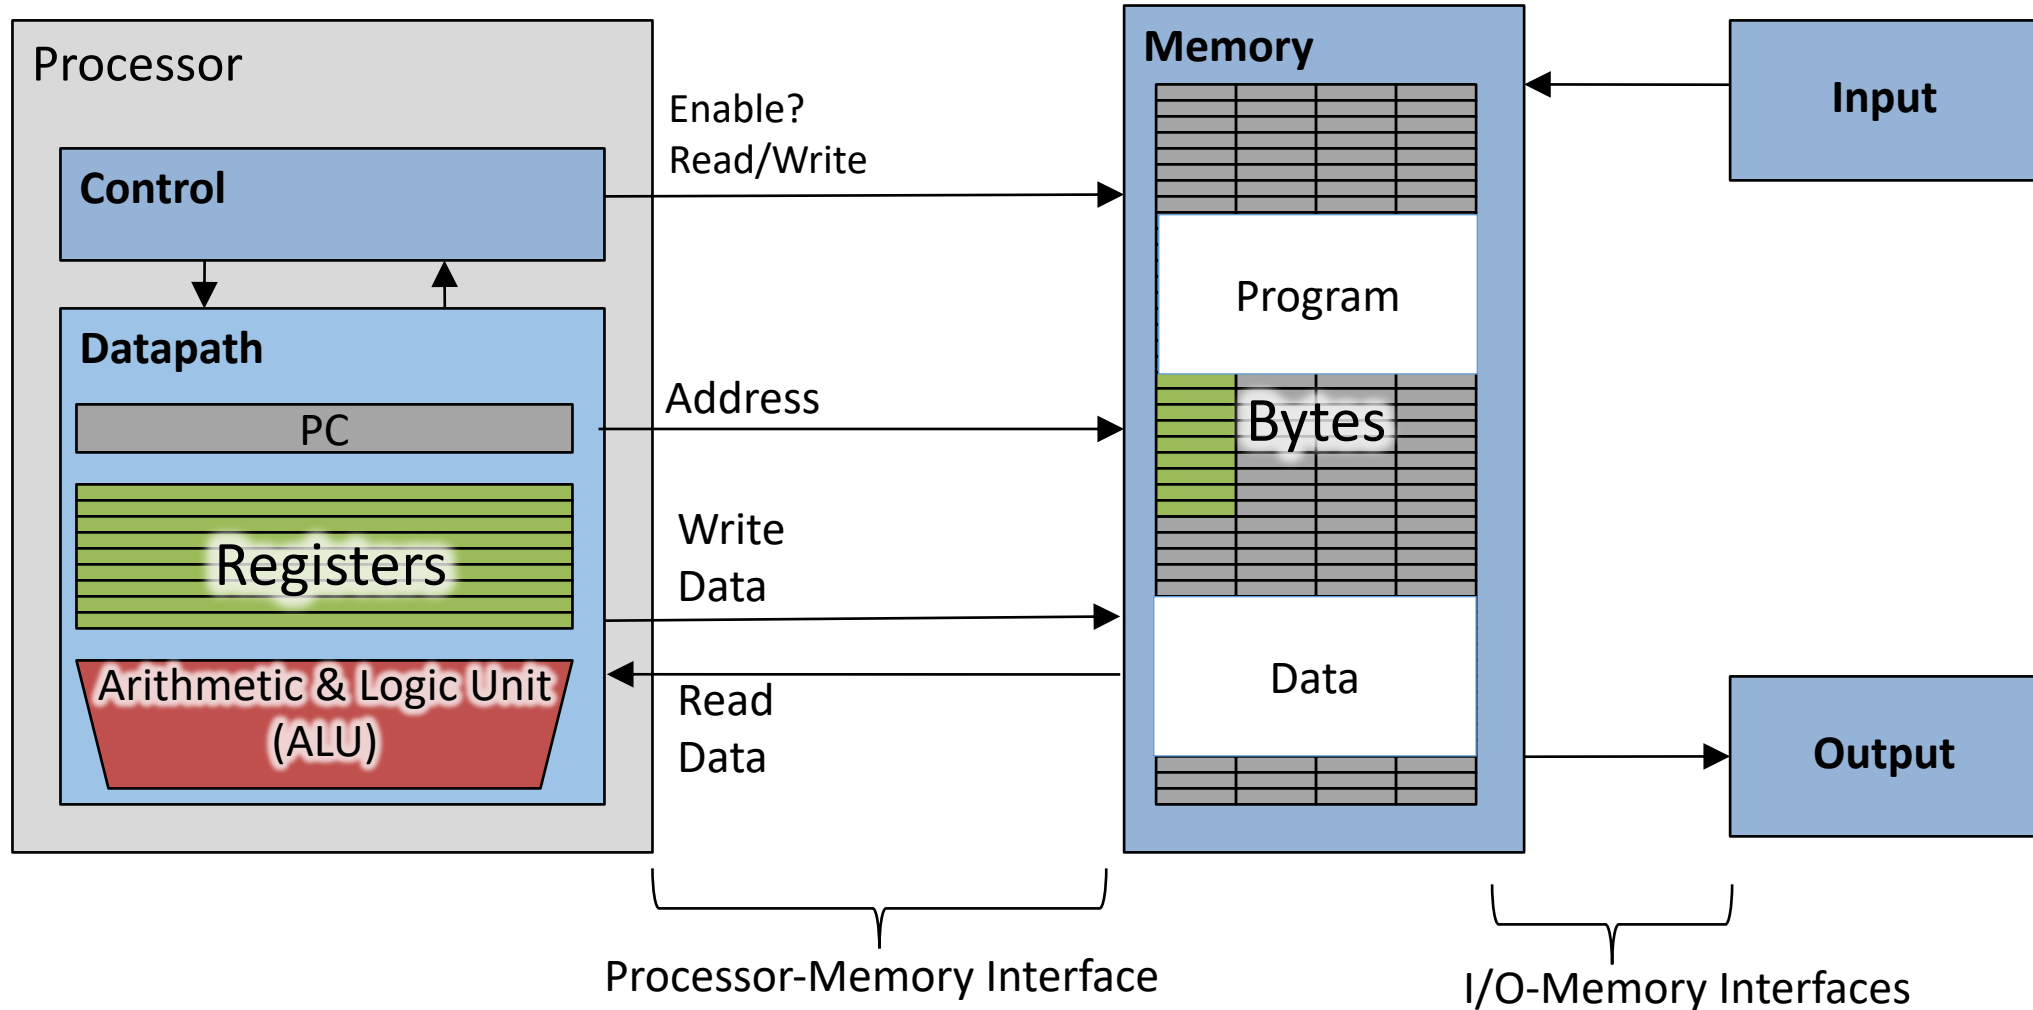 Processor
Control
Datapath
PC
Registers
Arithmetic & Logic Unit
(ALU)
Enable?
Read/Write
Address
Write
Data
Read
Data
Processor-Memory Interface
Memory
Program
Bytes
Data
Input
Output
I/O-Memory Interfaces